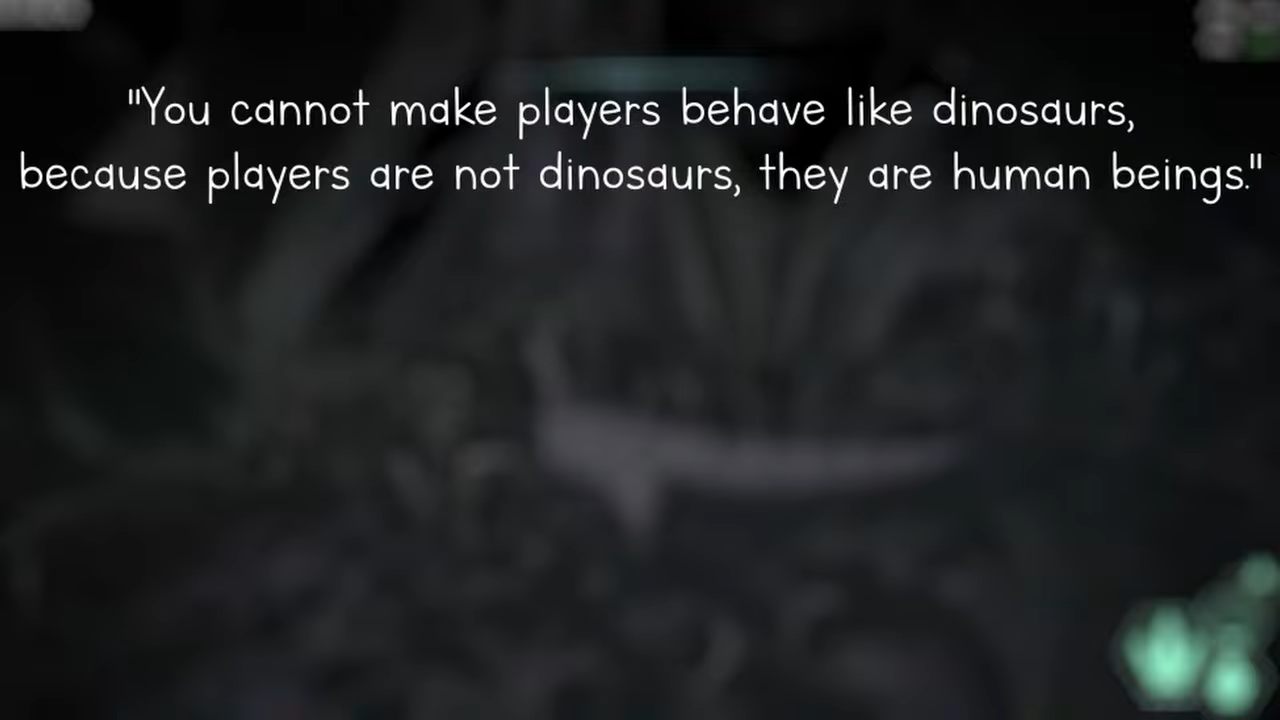 "You cannot make players behave like dinosaurs,
because players are not dinosaurs, they are human beings."